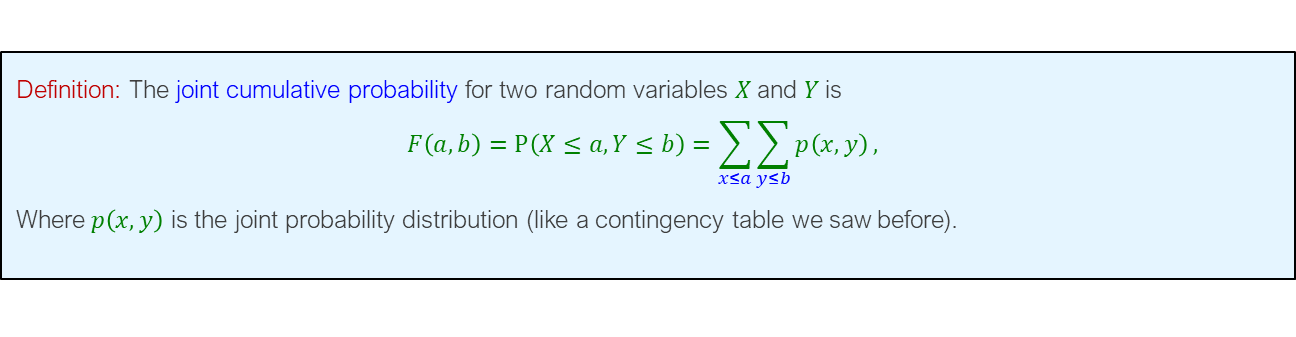 Definition: The joint cumulative probability for two random variables X and Y is
F(a, b) = P(X ≤ a, Y ≤ b) = ∑∑ p(x, y) ,
x≤a y≤b
Where p(x, y) is the joint probability distribution (like a contingency table we saw before).